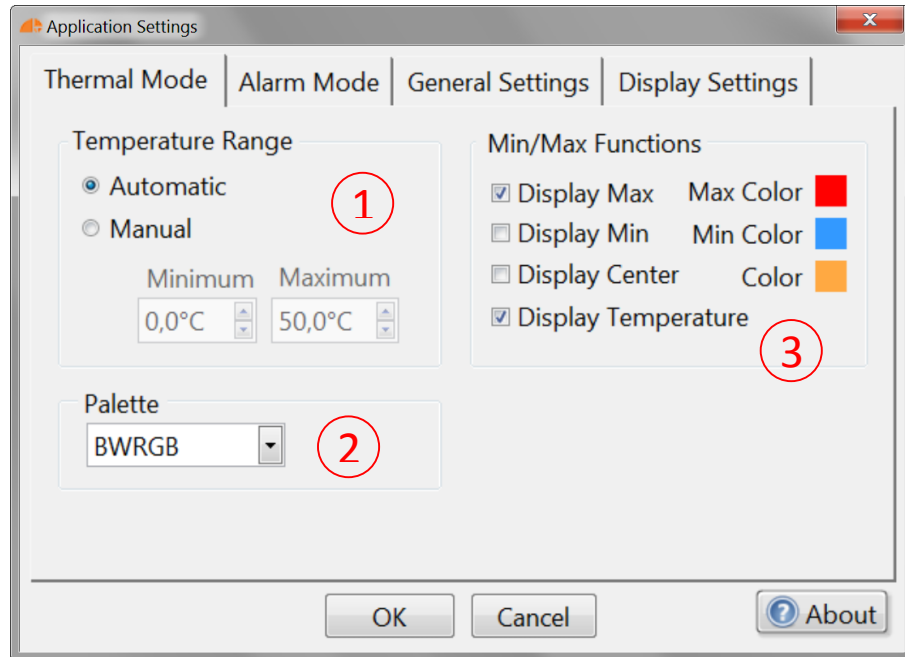 Application Settings
x
Thermal Mode Alarm Mode General Settings Display Settings
Temperature Range
Automatic
Manual
1
Minimum Maximum
0,0°C 50,0°C
Min/Max Functions
Display Max Max Color
Display Min Min Color
Display Center Color
Display Temperature
3
Palette
BWRGB
2
OK Cancel ? About